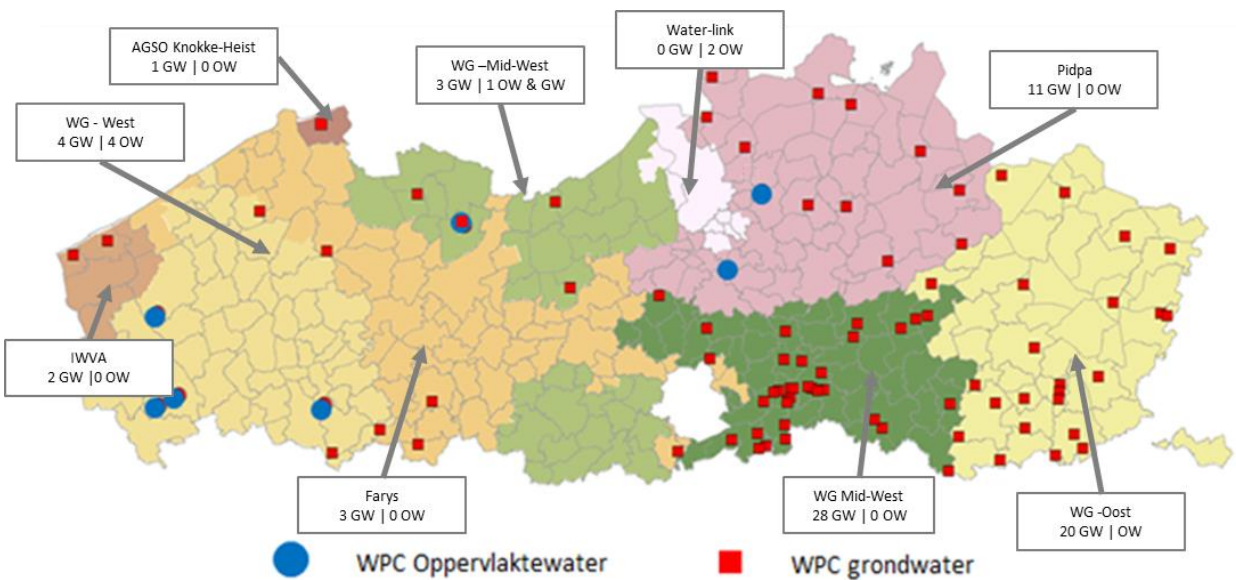 Water-link
0 GW | 2 OW
AGSO Knokke-Heist
1 GW | 0 OW
WG –Mid-West
3 GW | 1 OW & GW
Pidpa
11 GW | 0 OW
WG - West
4 GW | 4 OW
IWVA
2 GW |0 OW
Farys
3 GW | 0 OW
WG Mid-West
28 GW | 0 OW
WG -Oost
20 GW | OW
WPC Oppervlaktewater
WPC grondwater